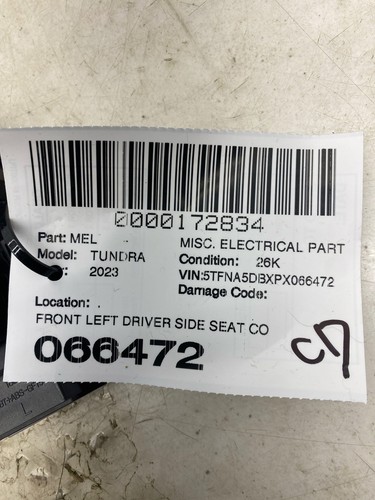 0000172834
Part: MEL - MISC. ELECTRICAL PART
Model: TUNDRA Condition: 26K
: 2023 VIN:5TFNA5DBXPX066472
Damage Code:
Location: .
FRONT LEFT DRIVER SIDE SEAT CO
066472